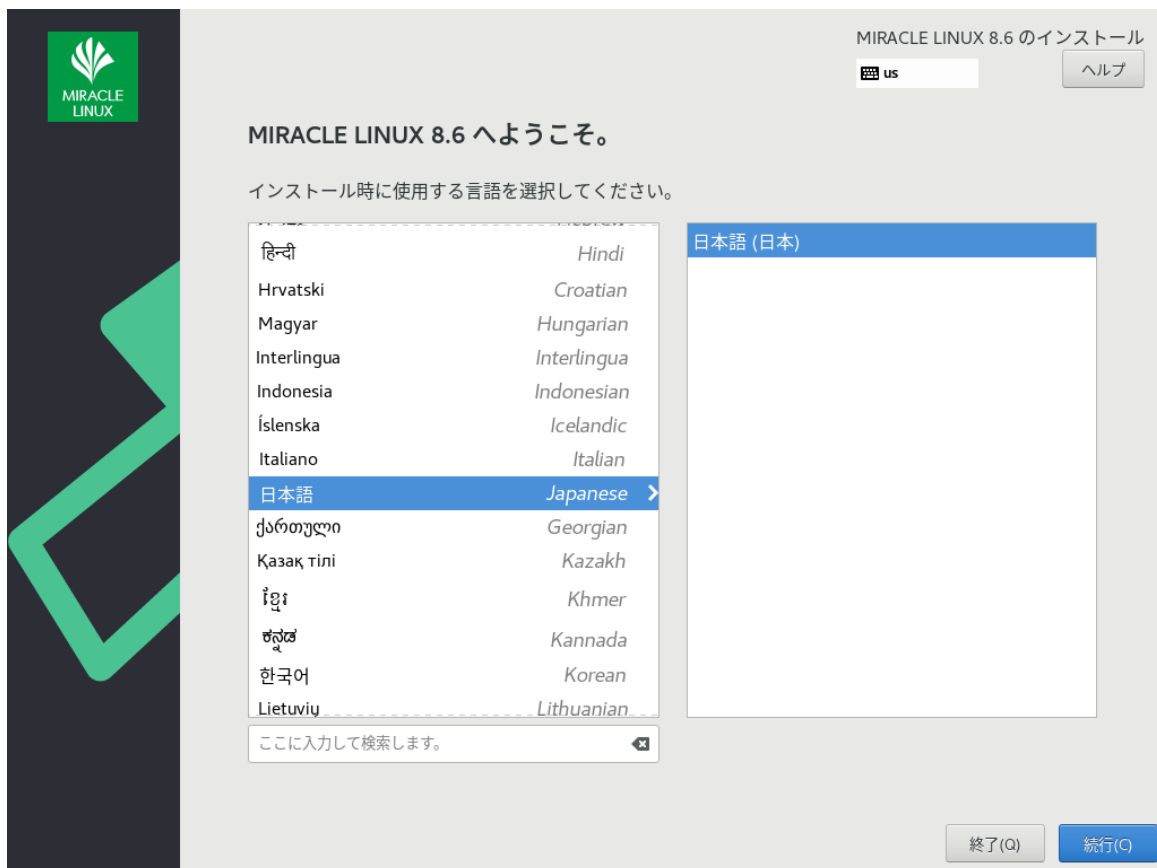 MIRACLE
LINUX
MIRACLE LINUX 8.6 のインストール
us
ヘルプ
MIRACLE LINUX 8.6 へようこそ。
インストール時に使用する言語を選択してください。
हिन्दी Hindi
Hrvatski Croatian
Magyar Hungarian
Interlingua Interlingua
Indonesia Indonesian
Íslenska Icelandic
Italiano Italian
日本語 Japanese
ქართული Georgian
Қазақ тілі Kazakh
ខ្មែរ Khmer
ಕನ್ನಡ Kannada
한국어 Korean
Lietuvių Lithuanian
日本語 (日本)
ここに入力して検索します。
終了(Q) 続行(C)